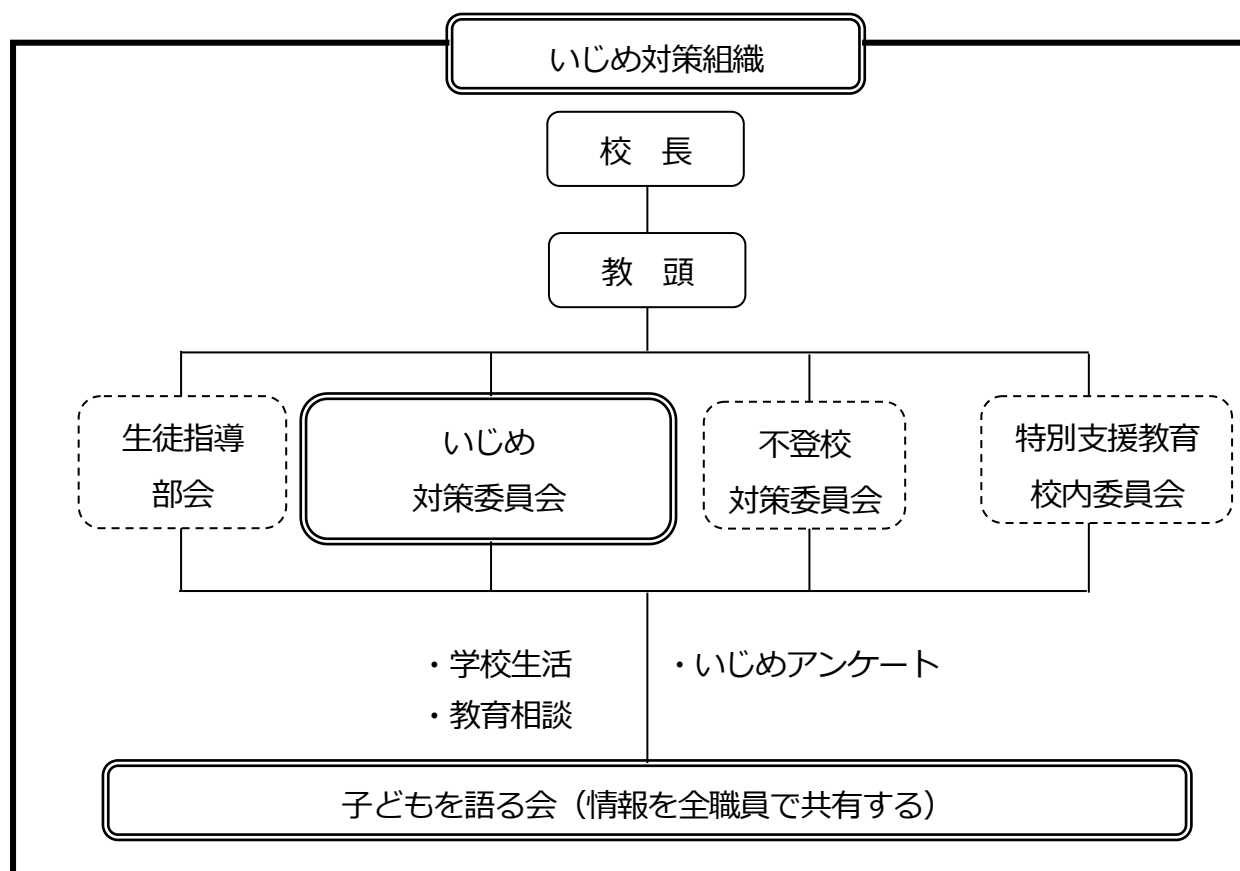 いじめ対策組織
校　長
教　頭
生徒指導
部会
いじめ
対策委員会
不登校
対策委員会
特別支援教育
校内委員会
・学校生活
・教育相談
・いじめアンケート
子どもを語る会（情報を全職員で共有する）